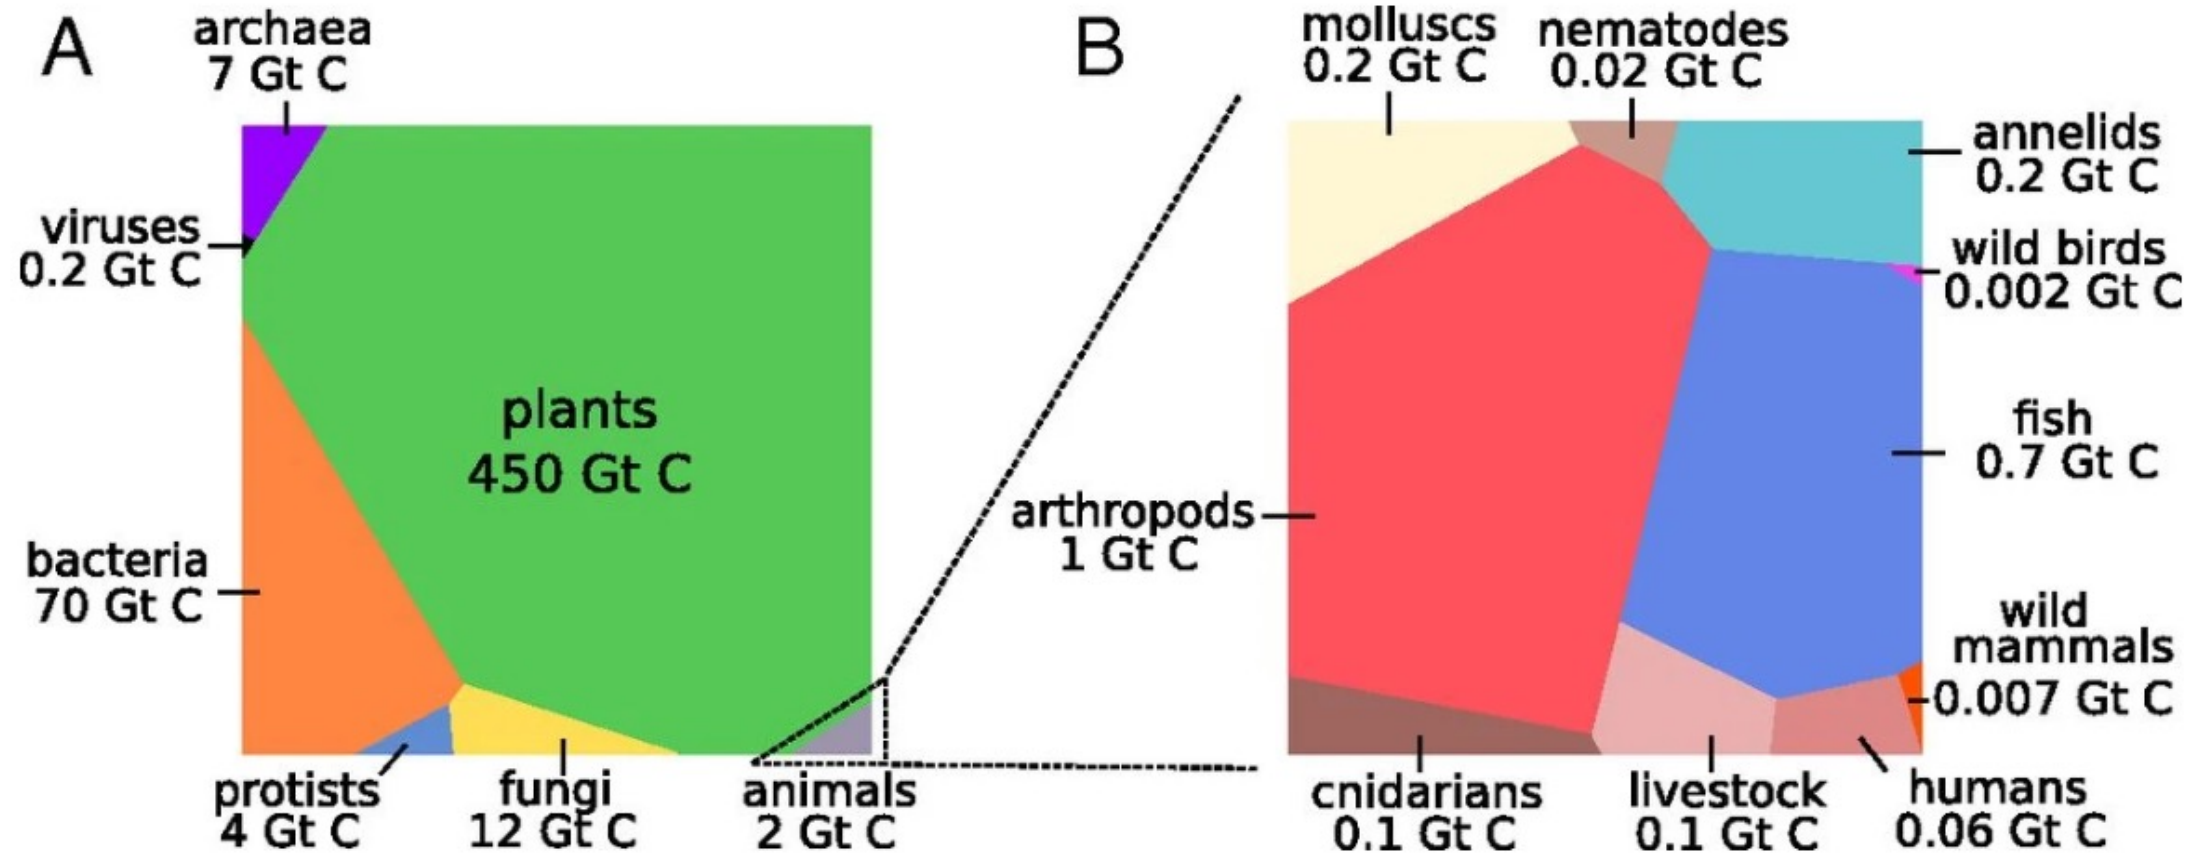 A
archaea
7 Gt C
viruses
0.2 Gt C
plants
450 Gt C
bacteria
70 Gt C
protists
4 Gt C
fungi
12 Gt C
animals
2 Gt C
B
molluscs
0.2 Gt C
nematodes
0.02 Gt C
annelids
0.2 Gt C
wild birds
0.002 Gt C
fish
0.7 Gt C
arthropods
1 Gt C
wild
mammals
0.007 Gt C
cnidarians
0.1 Gt C
livestock
0.1 Gt C
humans
0.06 Gt C